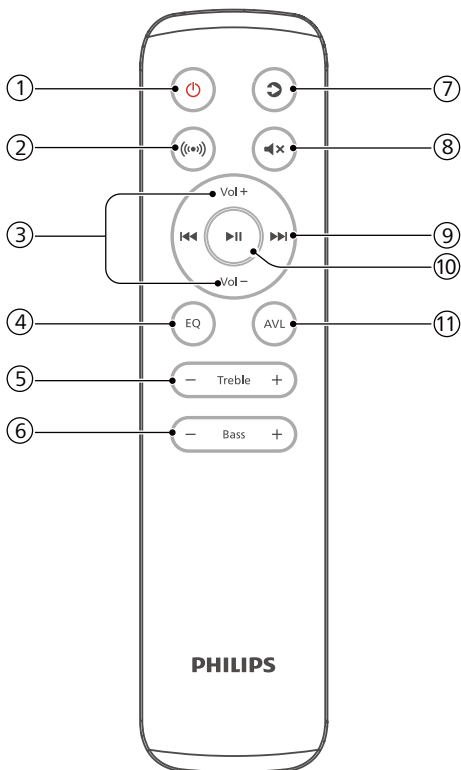 ① ⑦
② ⑧
Vol +
③ ⑨
⑩
Vol −
④ EQ AVL ⑪
⑤ − Treble +
⑥ − Bass +
PHILIPS